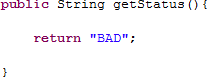 public String getStatus(){
return "BAD";
}